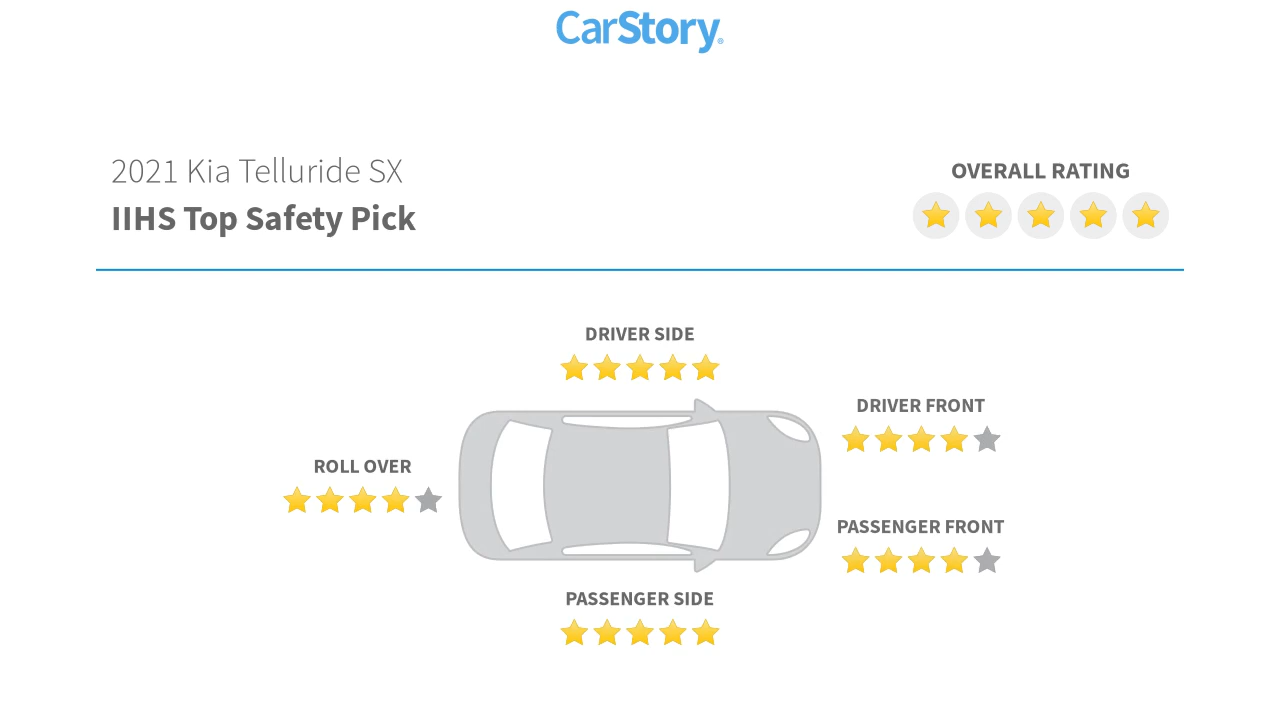 CarStory®
2021 Kia Telluride SX
IIHS Top Safety Pick
OVERALL RATING
DRIVER SIDE
DRIVER FRONT
ROLL OVER
PASSENGER FRONT
PASSENGER SIDE